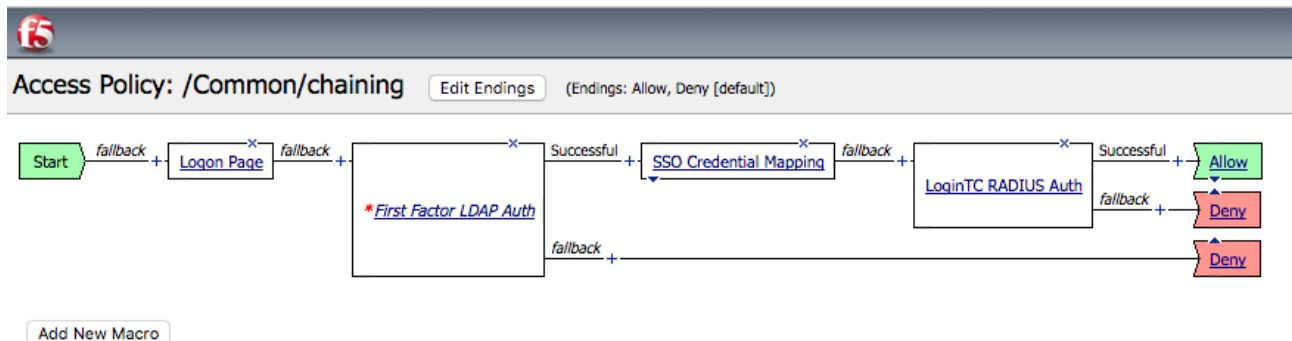 f5
Access Policy: /Common/chaining Edit Endings (Endings: Allow, Deny [default])
Start fallback + Logon Page × fallback + *First Factor LDAP Auth × Successful + SSO Credential Mapping × fallback + LoginTC RADIUS Auth × Successful + Allow
fallback + Deny
fallback + Deny
Add New Macro